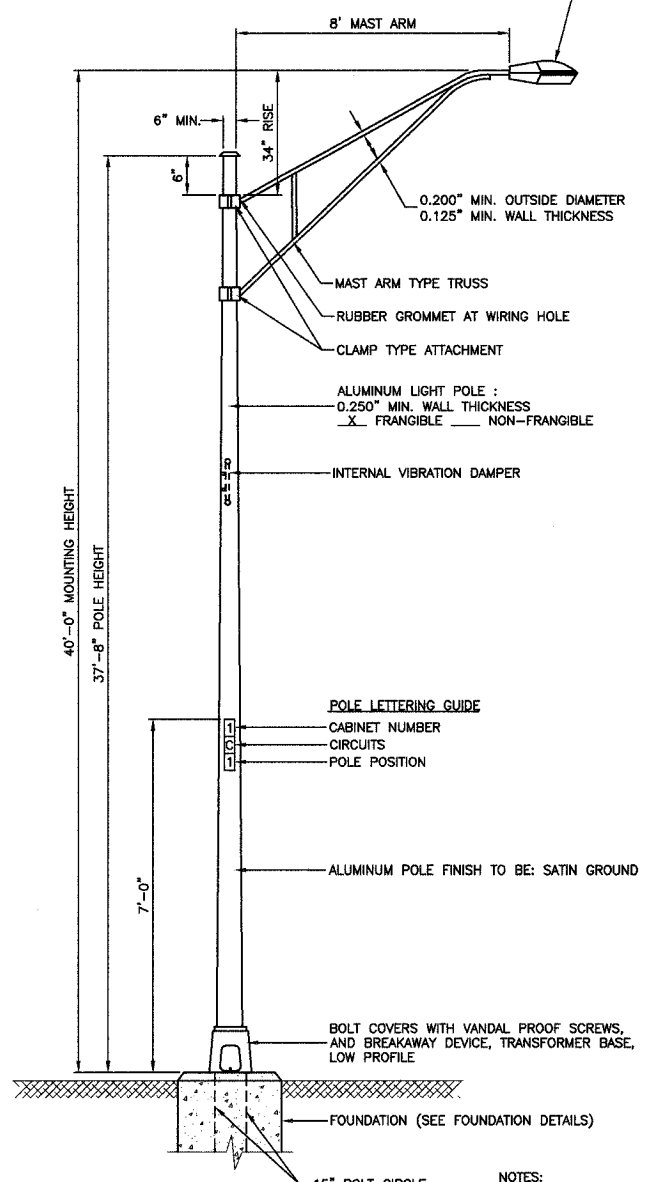 8' MAST ARM
6" MIN.
34" RISE
6"
0.200" MIN. OUTSIDE DIAMETER
0.125" MIN. WALL THICKNESS
MAST ARM TYPE TRUSS
RUBBER GROMMET AT WIRING HOLE
CLAMP TYPE ATTACHMENT
ALUMINUM LIGHT POLE :
0.250" MIN. WALL THICKNESS
X FRANGIBLE ___ NON-FRANGIBLE
INTERNAL VIBRATION DAMPER
40'-0" MOUNTING HEIGHT
37'-8" POLE HEIGHT
POLE LETTERING GUIDE
1 CABINET NUMBER
C CIRCUITS
1 POLE POSITION
7'-0"
ALUMINUM POLE FINISH TO BE: SATIN GROUND
BOLT COVERS WITH VANDAL PROOF SCREWS,
AND BREAKAWAY DEVICE, TRANSFORMER BASE,
LOW PROFILE
FOUNDATION (SEE FOUNDATION DETAILS)
15" BOLT CIRCLE
NOTES: